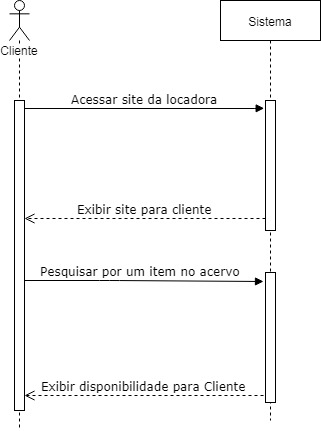 Sistema
Cliente
Acessar site da locadora
Exibir site para cliente
Pesquisar por um item no acervo
Exibir disponibilidade para Cliente